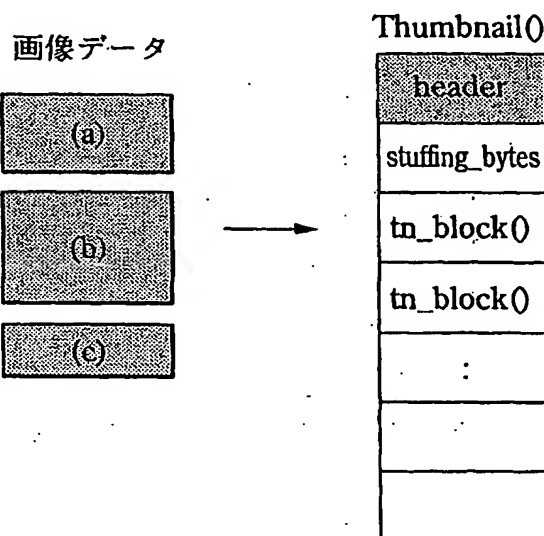 画像データ
(a)
(b)
(c)
Thumbnail()
header
stuffing_bytes
tn_block()
tn_block()
: